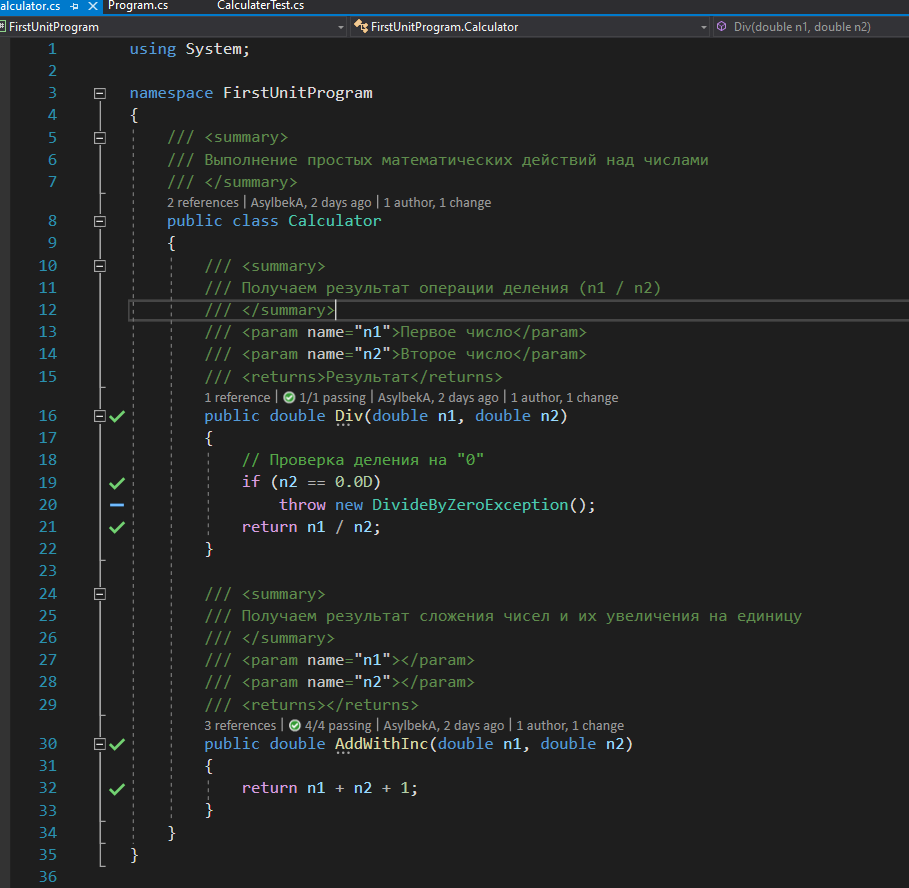 alculator.cs Program.cs CalculaterTest.cs
FirstUnitProgram FirstUnitProgram.Calculator Div(double n1, double n2)
1 using System;
2
3 namespace FirstUnitProgram
4 {
5 /// <summary>
6 /// Выполнение простых математических действий над числами
7 /// </summary>
2 references | AsylbekA, 2 days ago | 1 author, 1 change
8 public class Calculator
9 {
10 /// <summary>
11 /// Получаем результат операции деления (n1 / n2)
12 /// </summary>
13 /// <param name="n1">Первое число</param>
14 /// <param name="n2">Второе число</param>
15 /// <returns>Результат</returns>
1 reference | 1/1 passing | AsylbekA, 2 days ago | 1 author, 1 change
16 public double Div(double n1, double n2)
17 {
18 // Проверка деления на "0"
19 if (n2 == 0.0D)
20 throw new DivideByZeroException();
21 return n1 / n2;
22 }
23
24 /// <summary>
25 /// Получаем результат сложения чисел и их увеличения на единицу
26 /// </summary>
27 /// <param name="n1"></param>
28 /// <param name="n2"></param>
29 /// <returns></returns>
3 references | 4/4 passing | AsylbekA, 2 days ago | 1 author, 1 change
30 public double AddWithInc(double n1, double n2)
31 {
32 return n1 + n2 + 1;
33 }
34 }
35 }
36